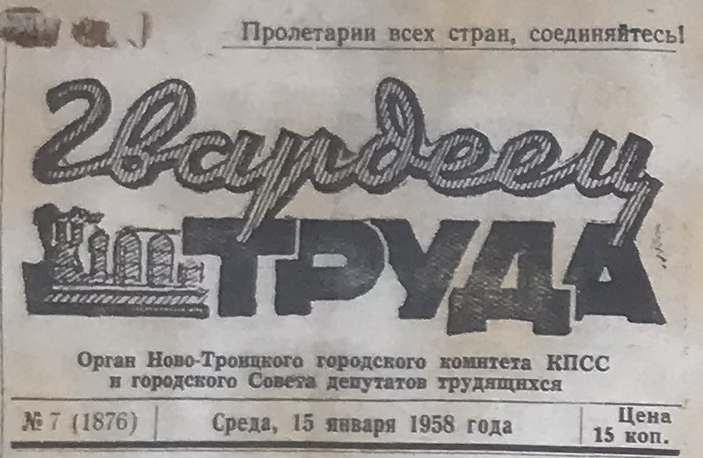 Пролетарии всех стран, соединяйтесь!
Гвардеец
ТРУДА
Орган Ново-Троицкого городского комитета КПСС
и городского Совета депутатов трудящихся
№ 7 (1876) Среда, 15 января 1958 года Цена
15 коп.